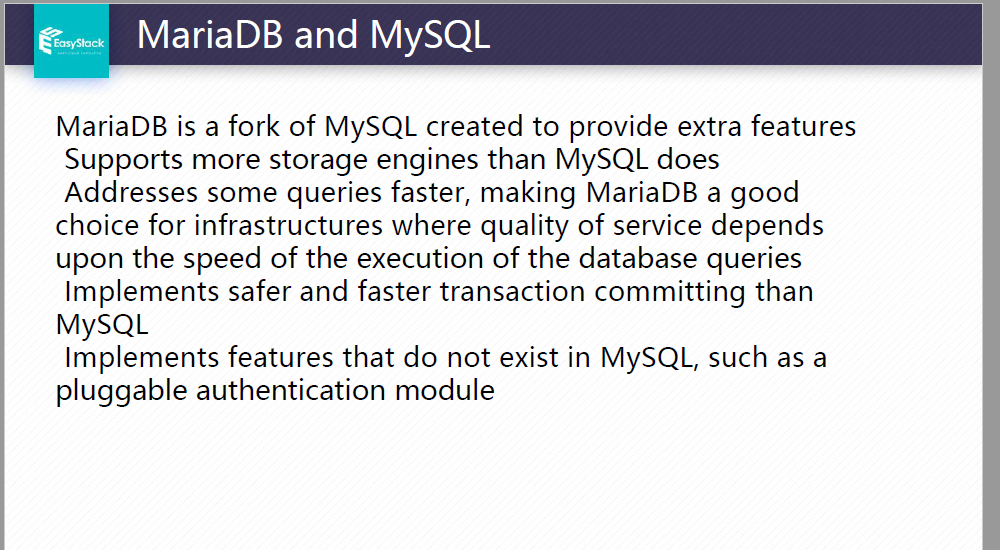 EasyStack
MariaDB and MySQL
MariaDB is a fork of MySQL created to provide extra features
Supports more storage engines than MySQL does
Addresses some queries faster, making MariaDB a good
choice for infrastructures where quality of service depends
upon the speed of the execution of the database queries
Implements safer and faster transaction committing than
MySQL
Implements features that do not exist in MySQL, such as a
pluggable authentication module